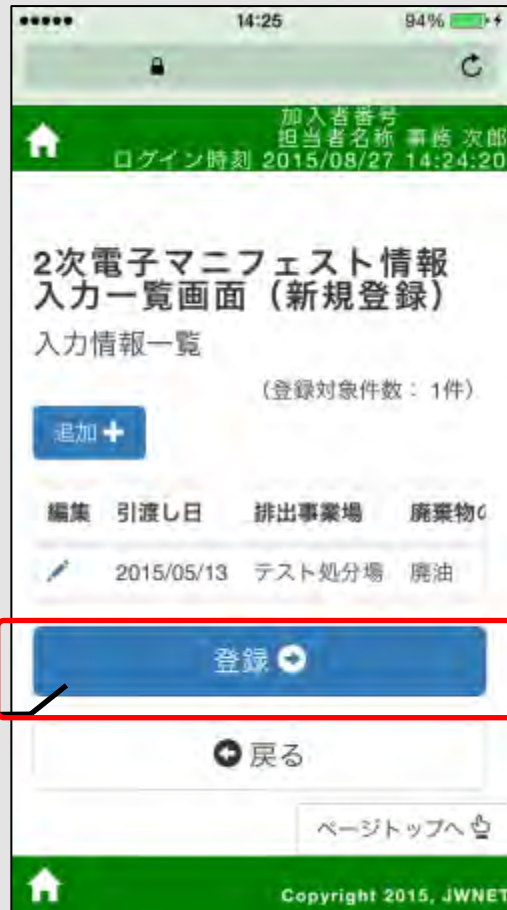 14:25
94%
加入者番号
担当者名称 事務 次郎
ログイン時刻 2015/08/27 14:24:20
2次電子マニフェスト情報
入力一覧画面（新規登録）
入力情報一覧
（登録対象件数： 1件）
追加
編集 引渡し日 排出事業場 廃棄物の
2015/05/13 テスト処分場 廃油
登録
戻る
ページトップへ
Copyright 2015, JWNET